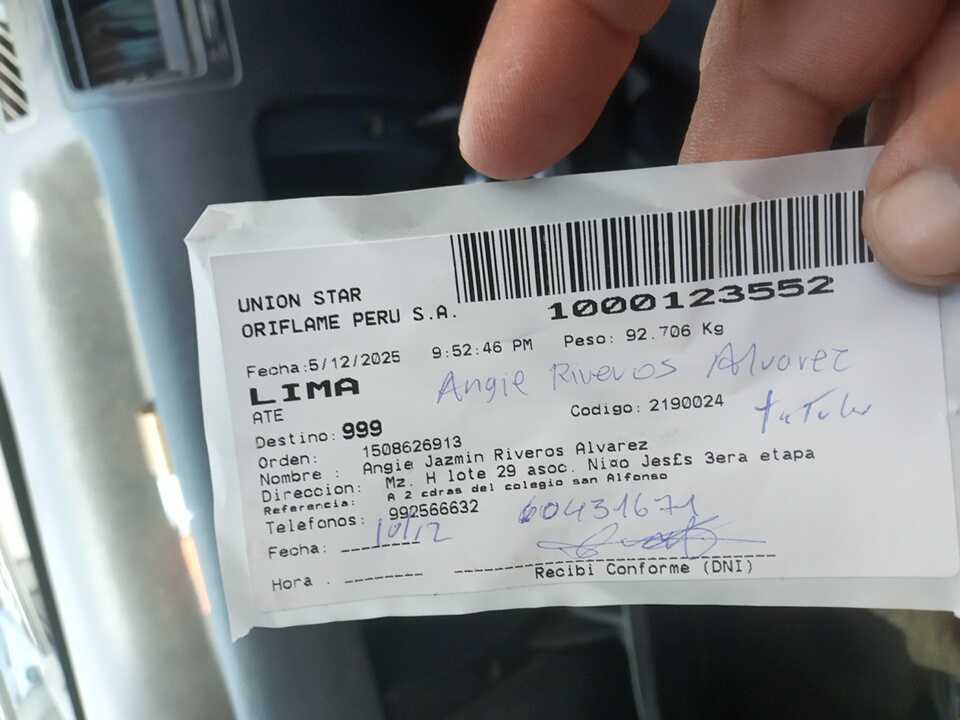 UNION STAR
ORIFLAME PERU S.A.
1000123552
Fecha:5/12/2025 9:52:46 PM Peso: 92.706 Kg
LIMA
Angie Riveros Alvarez
ATE
Codigo: 2190024
Destino: 999
Orden: 1508626913
Nombre : Angie Jazmin Riveros Alvarez
Direccion: Mz. H lote 29 asoc. Ni○o Jes£s 3era etapa
Referencia: A 2 cdras del colegio san Alfonso
Telefonos: 992566632
60431671
Fecha: 10/12
Hora .
Recibi Conforme (DNI)